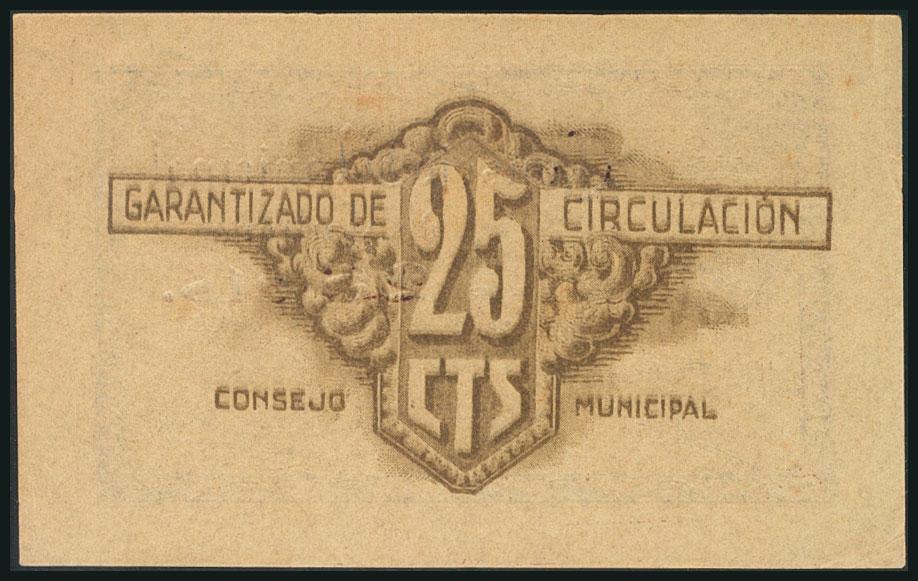 GARANTIZADO DE 25 CIRCULACIÓN
CTS
CONSEJO MUNICIPAL